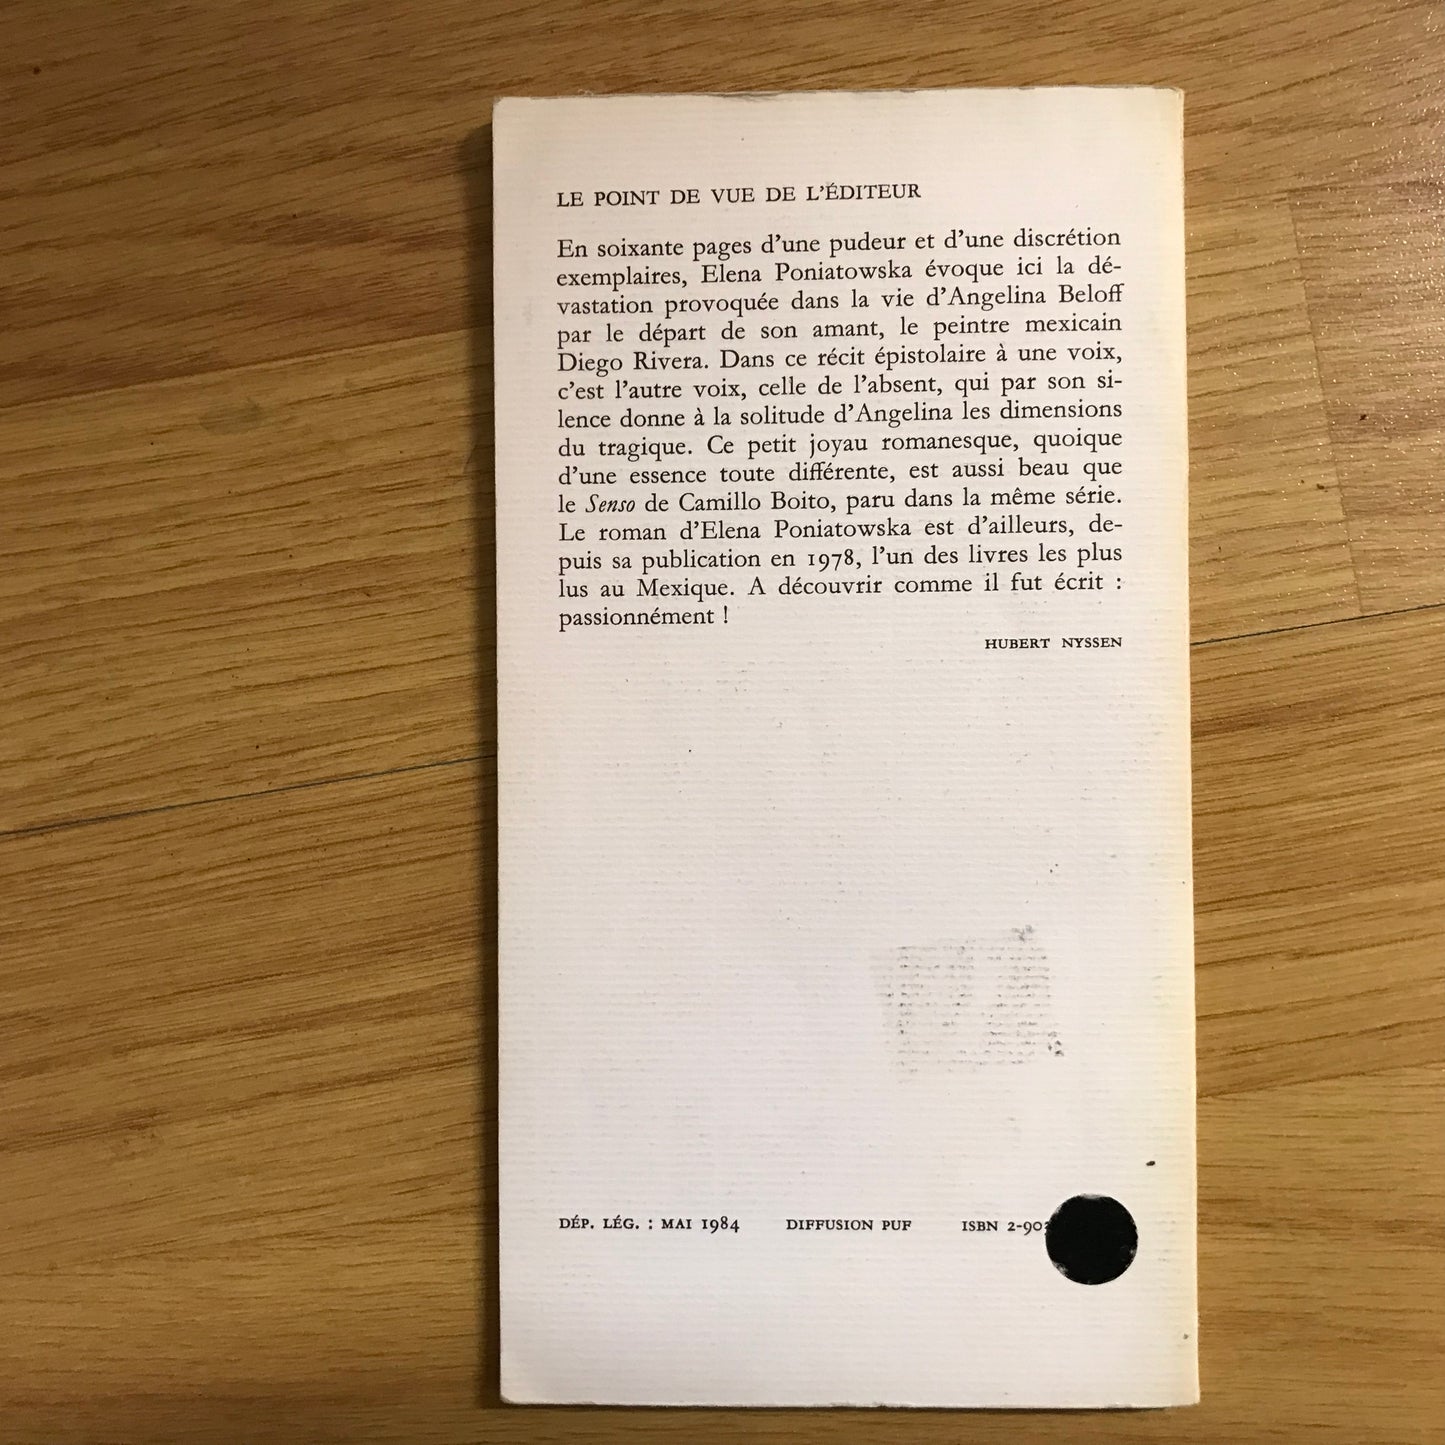 LE POINT DE VUE DE L'ÉDITEUR
En soixante pages d'une pudeur et d'une discrétion
exemplaires, Elena Poniatowska évoque ici la dé-
vastation provoquée dans la vie d'Angelina Beloff
par le départ de son amant, le peintre mexicain
Diego Rivera. Dans ce récit épistolaire à une voix,
c'est l'autre voix, celle de l'absent, qui par son si-
lence donne à la solitude d'Angelina les dimensions
du tragique. Ce petit joyau romanesque, quoique
d'une essence toute différente, est aussi beau que
le Senso de Camillo Boito, paru dans la même série.
Le roman d'Elena Poniatowska est d'ailleurs, de-
puis sa publication en 1978, l'un des livres les plus
lus au Mexique. A découvrir comme il fut écrit :
passionnément !
HUBERT NYSSEN
DÉP. LÉG. : MAI 1984 DIFFUSION PUF ISBN 2-90